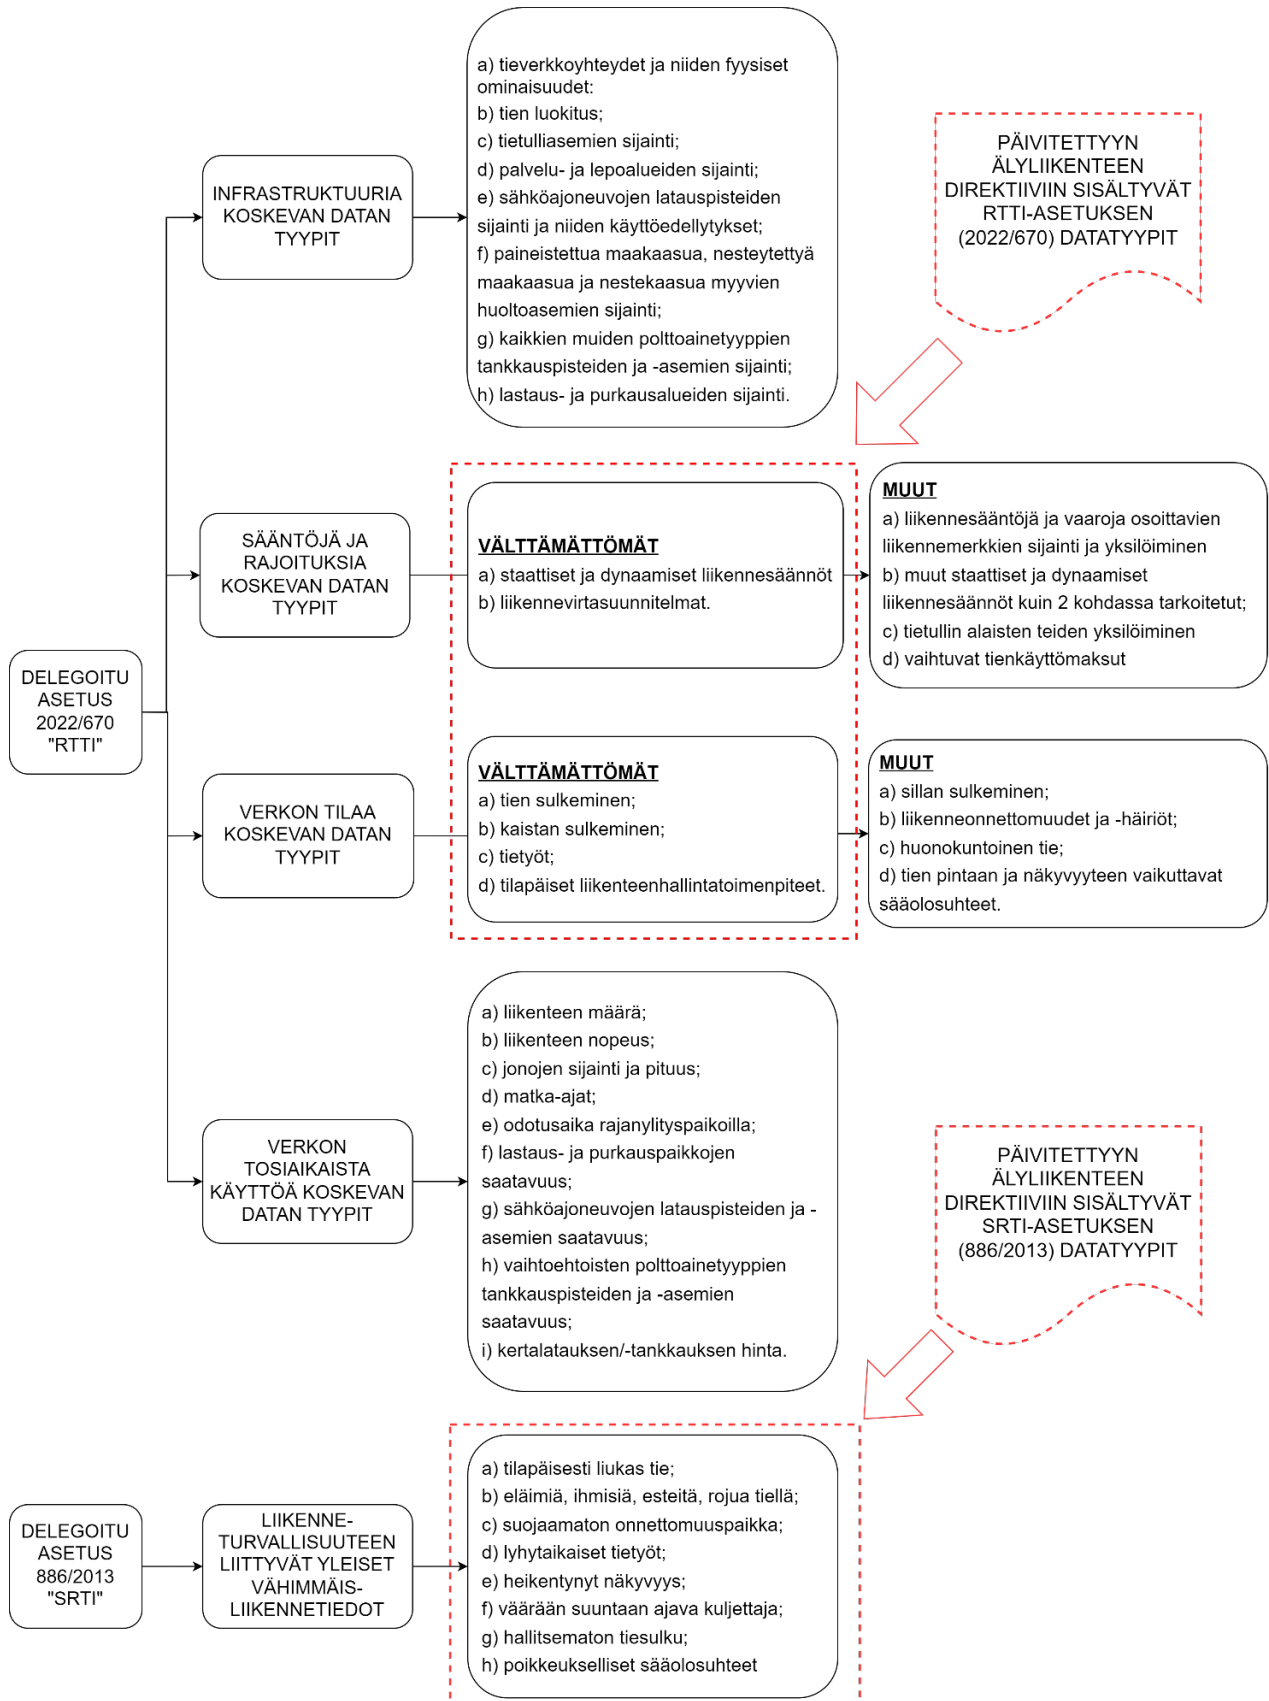 a) tieverkkoyhteydet ja niiden fyysiset
ominaisuudet:
b) tien luokitus;
c) tietulliasemien sijainti;
d) palvelu- ja lepoalueiden sijainti;
e) sähköajoneuvojen latauspisteiden
sijainti ja niiden käyttöedellytykset;
f) paineistettua maakaasua, nesteytettyä
maakaasua ja nestekaasua myyvien
huoltoasemien sijainti;
g) kaikkien muiden polttoainetyyppien
tankkauspisteiden ja -asemien sijainti;
h) lastaus- ja purkausalueiden sijainti.
INFRASTRUKTUURIA
KOSKEVAN DATAN
TYYPIT
PÄIVITETTYYN
ÄLYLIIKENTEEN
DIREKTIIVIIN SISÄLTYVÄT
RTTI-ASETUKSEN
(2022/670) DATATYYPIT
SÄÄNTÖJÄ JA
RAJOITUKSIA
KOSKEVAN DATAN
TYYPIT
VÄLTTÄMÄTTÖMÄT
a) staattiset ja dynaamiset liikennesäännöt
b) liikennevirtasuunnitelmat.
MUUT
a) liikennesääntöjä ja vaaroja osoittavien
liikennemerkkien sijainti ja yksilöiminen
b) muut staattiset ja dynaamiset
liikennesäännöt kuin 2 kohdassa tarkoitetut;
c) tietullin alaisten teiden yksilöiminen
d) vaihtuvat tienkäyttömaksut
DELEGOITU
ASETUS
2022/670
"RTTI"
VERKON TILAA
KOSKEVAN DATAN
TYYPIT
VÄLTTÄMÄTTÖMÄT
a) tien sulkeminen;
b) kaistan sulkeminen;
c) tietyöt;
d) tilapäiset liikenteenhallintatoimenpiteet.
MUUT
a) sillan sulkeminen;
b) liikenneonnettomuudet ja -häiriöt;
c) huonokuntoinen tie;
d) tien pintaan ja näkyvyyteen vaikuttavat
sääolosuhteet.
VERKON
TOSIAIKAISTA
KÄYTTÖÄ KOSKEVAN
DATAN TYYPIT
a) liikenteen määrä;
b) liikenteen nopeus;
c) jonojen sijainti ja pituus;
d) matka-ajat;
e) odotusaika rajanylityspaikoilla;
f) lastaus- ja purkauspaikkojen
saatavuus;
g) sähköajoneuvojen latauspisteiden ja -
asemien saatavuus;
h) vaihtoehtoisten polttoainetyyppien
tankkauspisteiden ja -asemien
saatavuus;
i) kertalatauksen/-tankkauksen hinta.
PÄIVITETTYYN
ÄLYLIIKENTEEN
DIREKTIIVIIN SISÄLTYVÄT
SRTI-ASETUKSEN
(886/2013) DATATYYPIT
DELEGOITU
ASETUS
886/2013
"SRTI"
LIIKENNE-
TURVALLISUUTEEN
LIITTYVÄT YLEISET
VÄHIMMÄIS-
LIIKENNETIEDOT
a) tilapäisesti liukas tie;
b) eläimiä, ihmisiä, esteitä, rojua tiellä;
c) suojaamaton onnettomuuspaikka;
d) lyhytaikaiset tietyöt;
e) heikentynyt näkyvyys;
f) väärään suuntaan ajava kuljettaja;
g) hallitsematon tiesulku;
h) poikkeukselliset sääolosuhteet